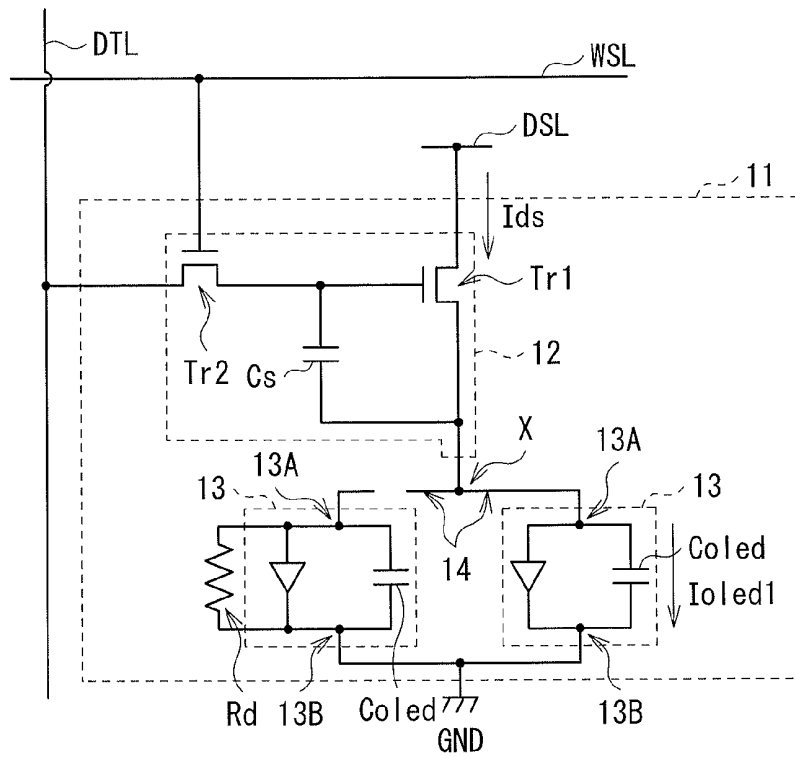 DTL
WSL
DSL
11
Ids
Tr1
Tr2
Cs
12
X
13A
13A
13
13
14
Coled
Ioled1
Rd
13B
Coled
13B
GND